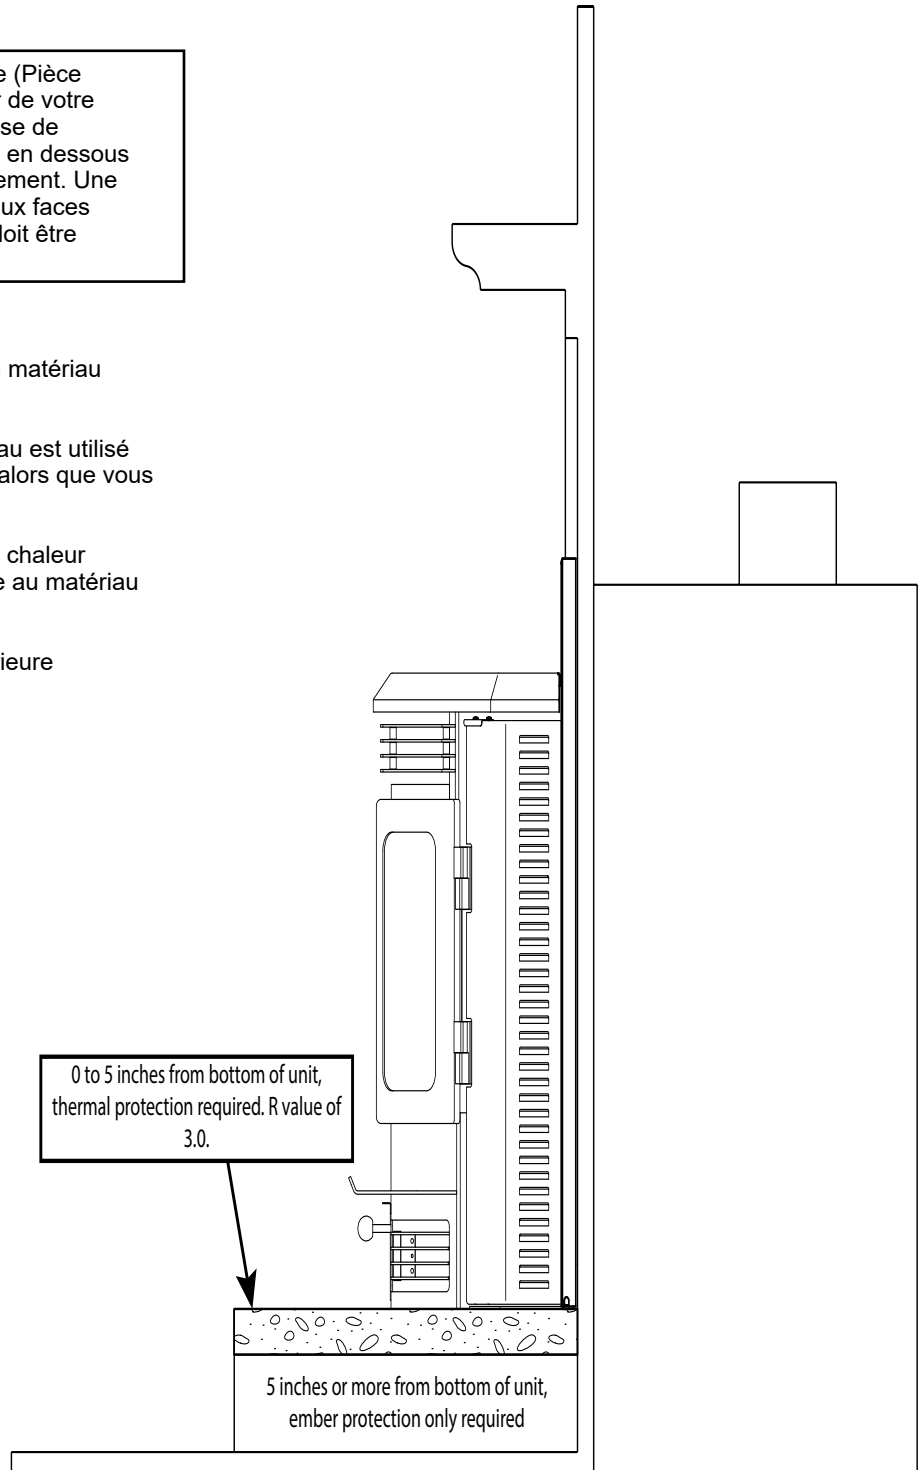 e (Pièce
r de votre
se de
en dessous
ement. Une
ux faces
doit être
matériau
au est utilisé
alors que vous
chaleur
e au matériau
rieure
0 to 5 inches from bottom of unit,
thermal protection required. R value of
3.0.
5 inches or more from bottom of unit,
ember protection only required